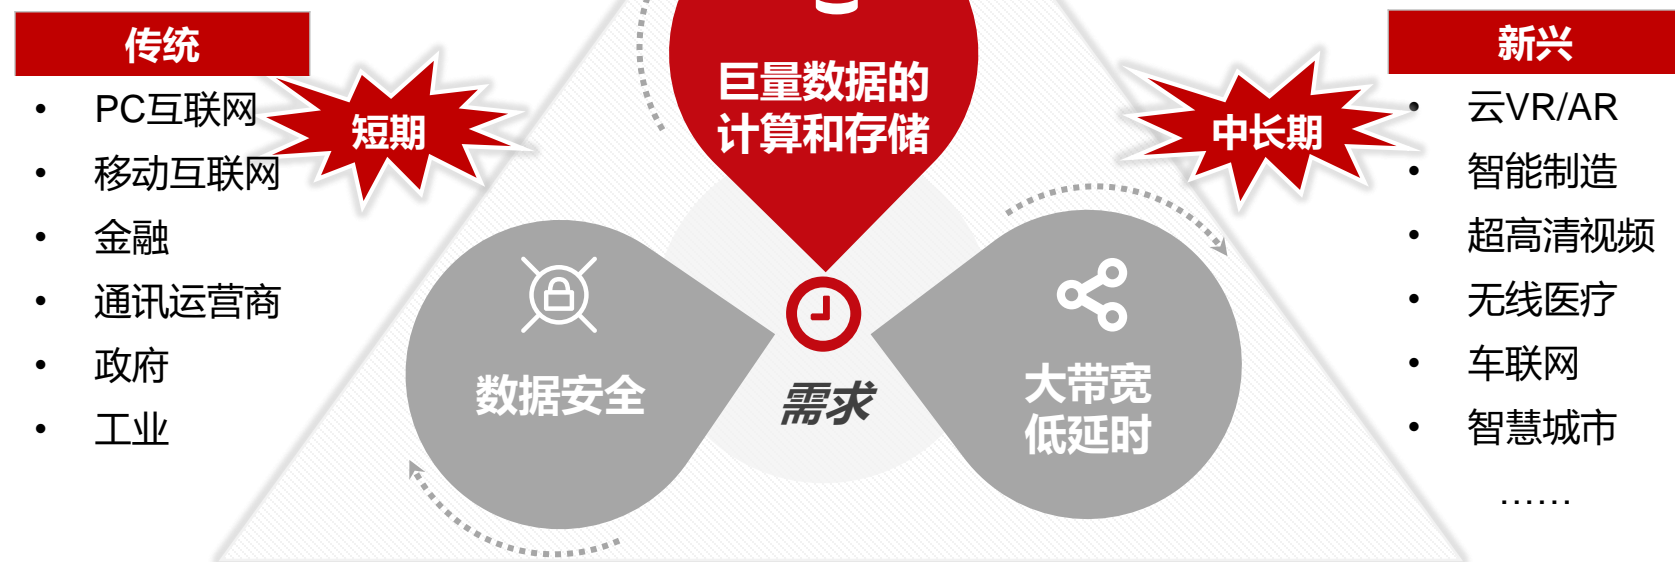 传统
• PC互联网
• 移动互联网
• 金融
• 通讯运营商
• 政府
• 工业
短期
巨量数据的
计算和存储
数据安全
需求
大带宽
低延时
中长期
新兴
• 云VR/AR
• 智能制造
• 超高清视频
• 无线医疗
• 车联网
• 智慧城市
……